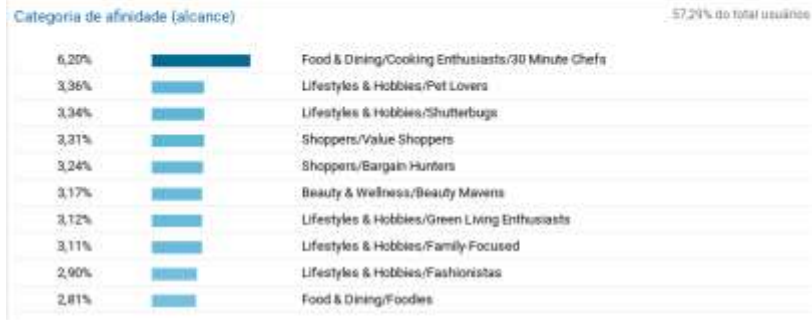 Categoria de afinidade (alcance) 57,29% do total usuários
6,20% Food & Dining/Cooking Enthusiasts/30 Minute Chefs
3,36% Lifestyles & Hobbies/Pet Lovers
3,34% Lifestyles & Hobbies/Shutterbugs
3,31% Shoppers/Value Shoppers
3,24% Shoppers/Bargain Hunters
3,17% Beauty & Wellness/Beauty Mavens
3,12% Lifestyles & Hobbies/Green Living Enthusiasts
3,11% Lifestyles & Hobbies/Family-Focused
2,90% Lifestyles & Hobbies/Fashionistas
2,81% Food & Dining/Foodies